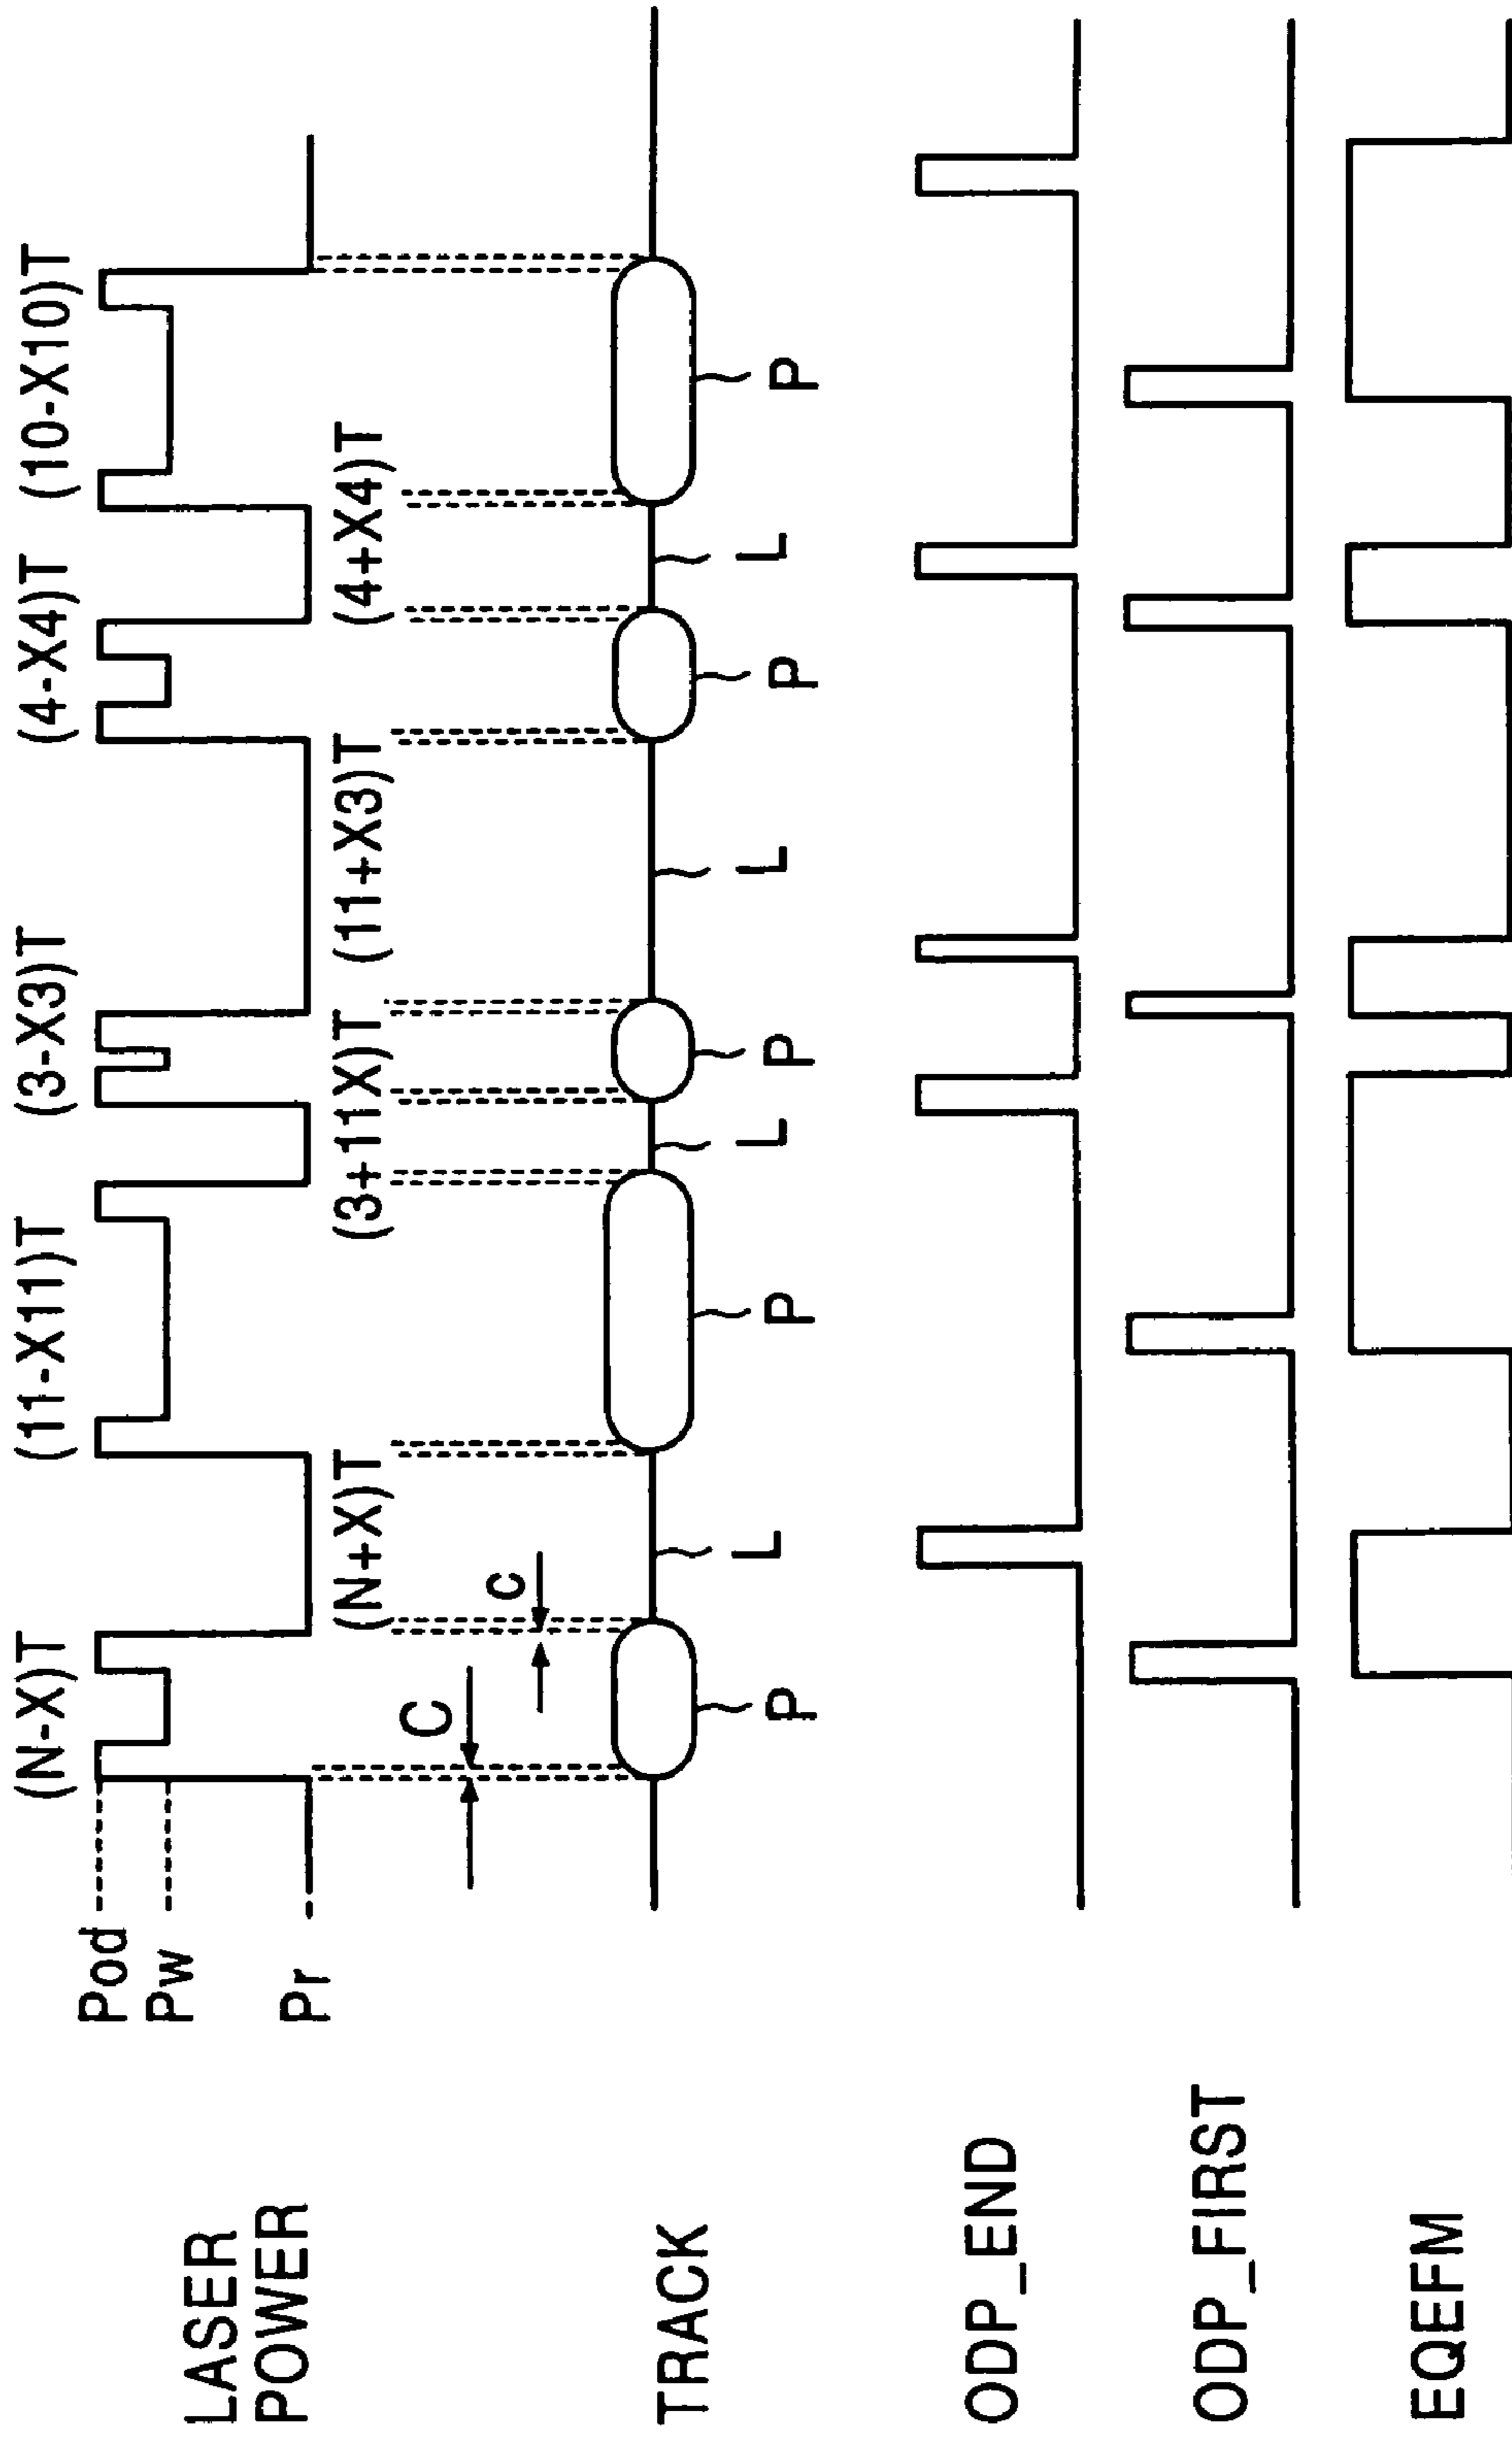 (N-X)T
(11-X11)T
(3-X3)T
(4-X4)T
(10-X10)T
Pod
Pw
Pr
LASER
POWER
(N+X)T
(3+11X)T
(11+X3)T
(4+X4)T
C
C
TRACK
L
L
L
L
P
P
P
P
P
ODP_END
ODP_FIRST
EQEFM